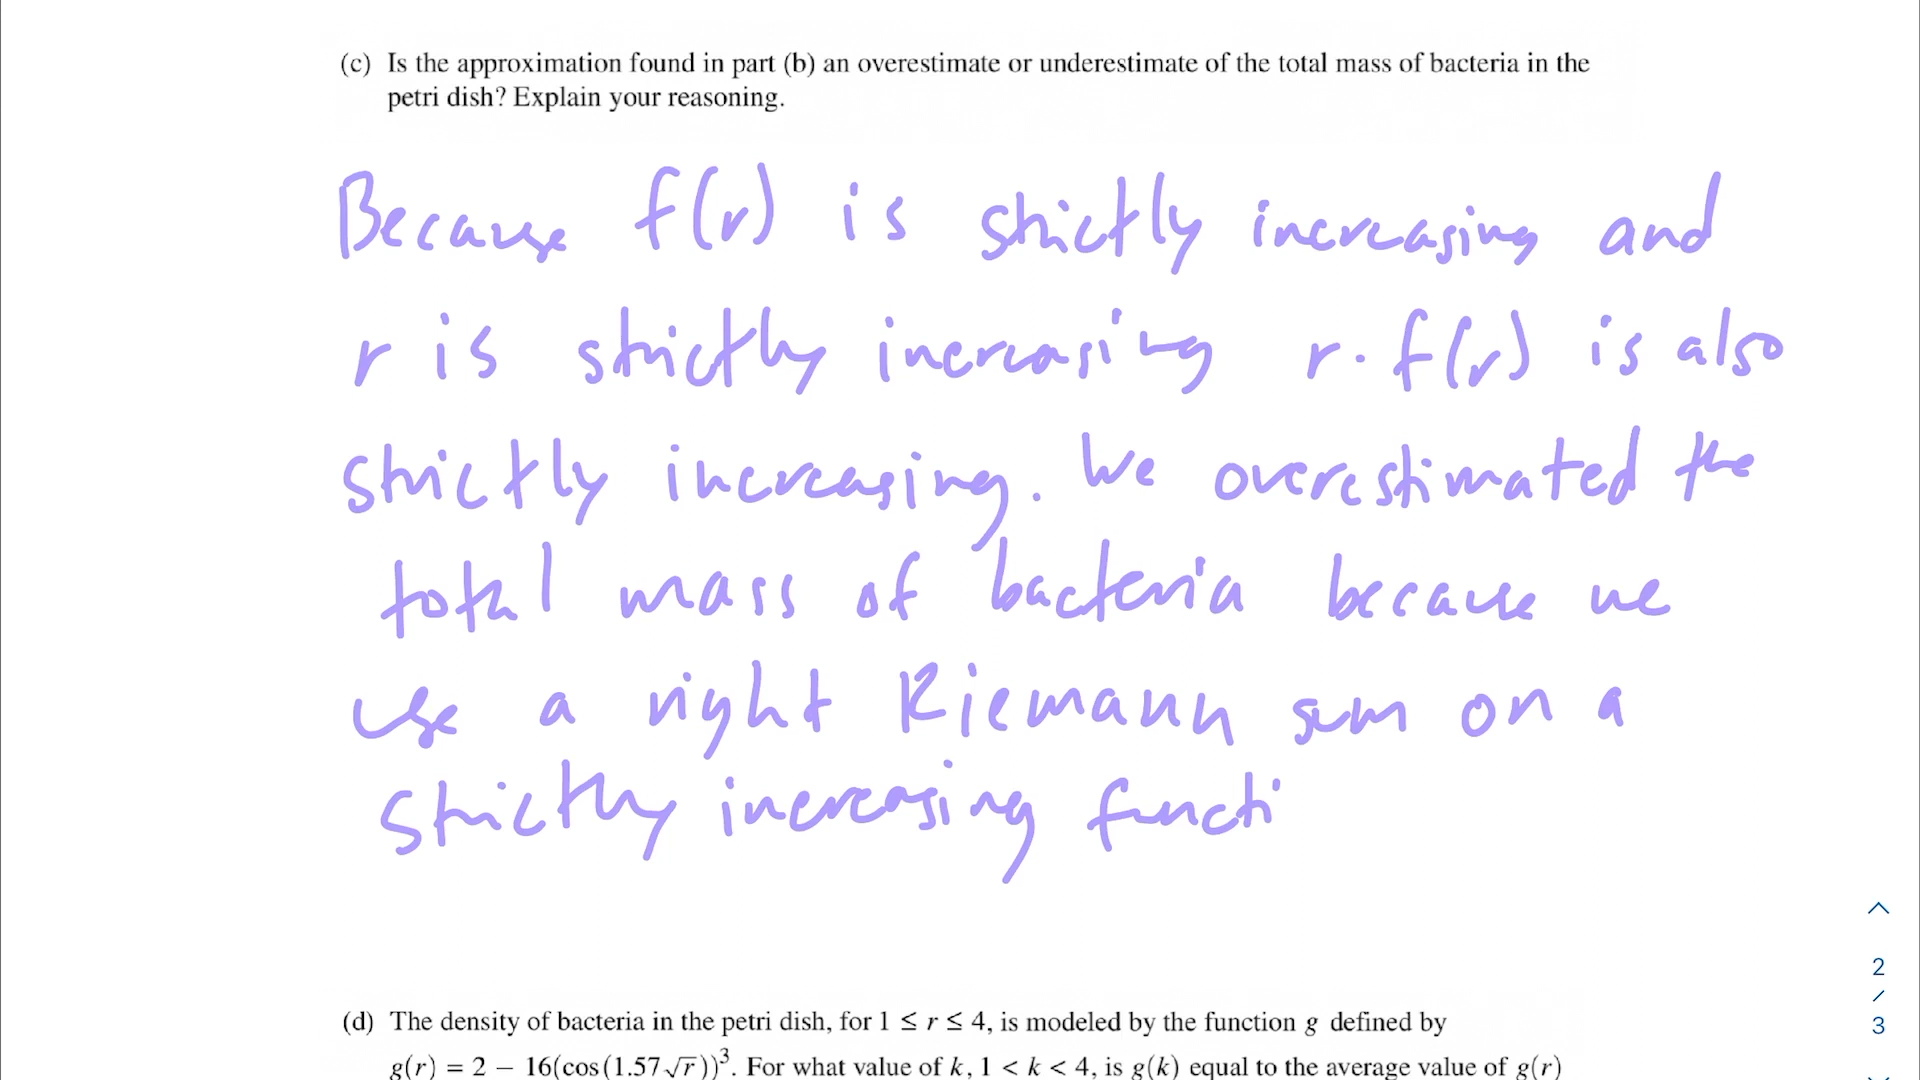 (c) Is the approximation found in part (b) an overestimate or underestimate of the total mass of bacteria in the
petri dish? Explain your reasoning.
Because f(r) is strictly increasing and
r is strictly increasing r · f(r) is also
strictly increasing. We overestimated the
total mass of bacteria because we
use a right Riemann sum on a
strictly increasing functi
(d) The density of bacteria in the petri dish, for 1 ≤ r ≤ 4, is modeled by the function g defined by
g(r) = 2 − 16(cos(1.57√r))³. For what value of k, 1 < k < 4, is g(k) equal to the average value of g(r)
2
/
3